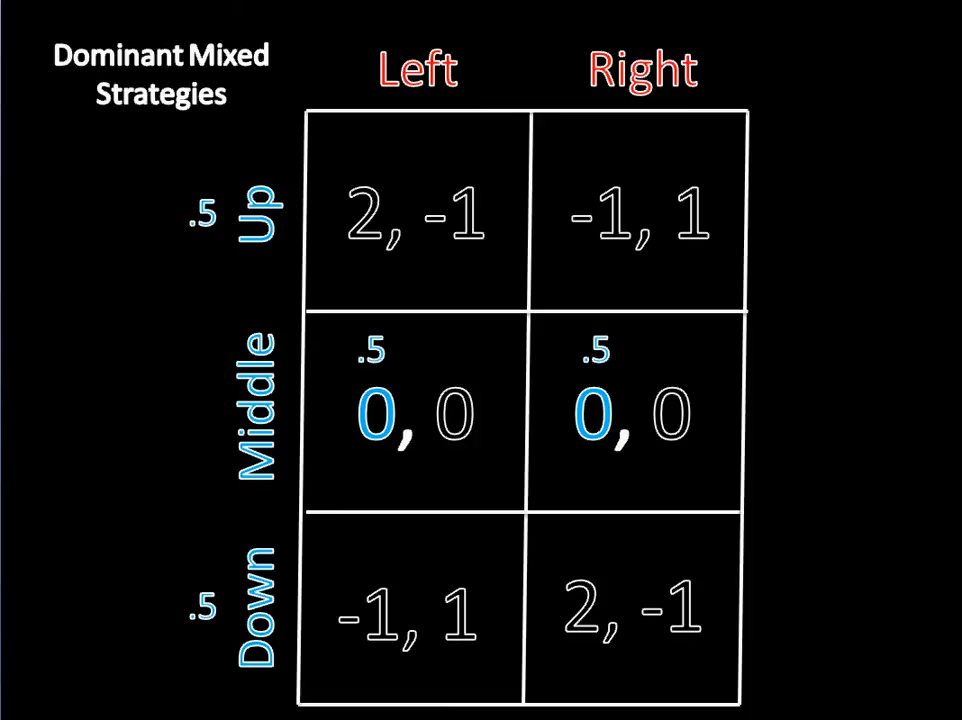 Dominant Mixed
Strategies
Left
Right
.5
Up
2, -1
-1, 1
Middle
.5
0, 0
.5
0, 0
.5
Down
-1, 1
2, -1